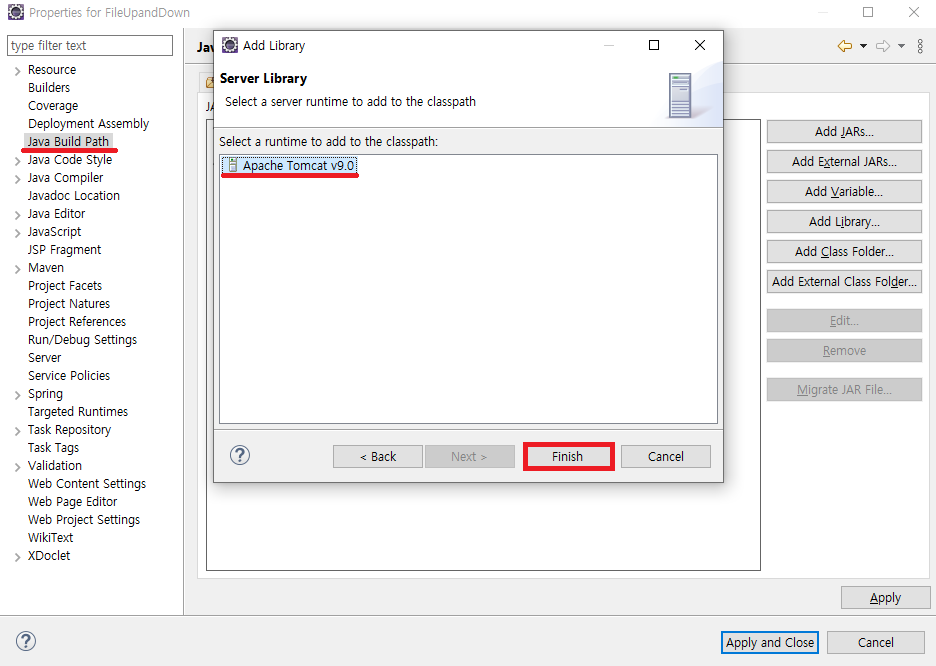 Properties for FileUpandDown
type filter text
Resource
Builders
Coverage
Deployment Assembly
Java Build Path
Java Code Style
Java Compiler
Javadoc Location
Java Editor
JavaScript
JSP Fragment
Maven
Project Facets
Project Natures
Project References
Run/Debug Settings
Server
Service Policies
Spring
Targeted Runtimes
Task Repository
Task Tags
Validation
Web Content Settings
Web Page Editor
Web Project Settings
WikiText
XDoclet
Jav
JA
Add Library
Server Library
Select a server runtime to add to the classpath
Select a runtime to add to the classpath:
Apache Tomcat v9.0
?
< Back
Next >
Finish
Cancel
Add JARs...
Add External JARs...
Add Variable...
Add Library...
Add Class Folder...
Add External Class Folder...
Edit...
Remove
Migrate JAR File...
Apply
?
Apply and Close
Cancel